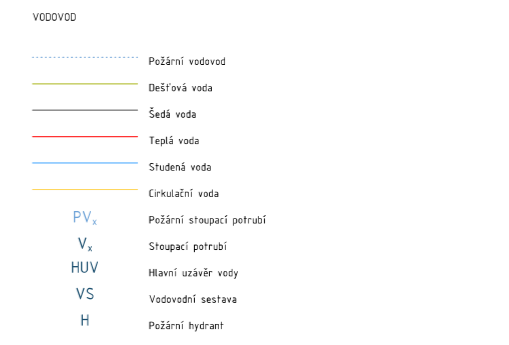 VODOVOD
Požární vodovod
Dešťová voda
Šedá voda
Teplá voda
Studená voda
Cirkulační voda
PVx Požární stoupací potrubí
Vx Stoupací potrubí
HUV Hlavní uzávěr vody
VS Vodovodní sestava
H Požární hydrant